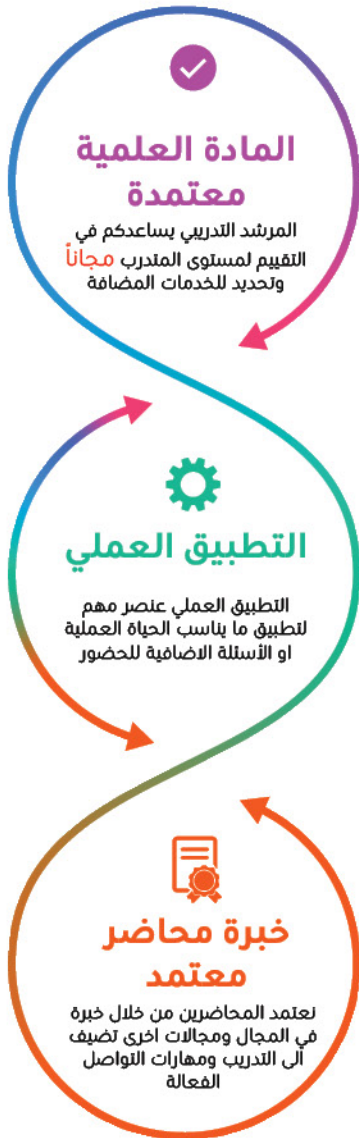 المادة العلمية
معتمدة
المرشد التدريبي يساعدكم في
التقييم لمستوى المتدرب مجاناً
وتحديد للخدمات المضافة
التطبيق العملي
التطبيق العملي عنصر مهم
لتطبيق ما يناسب الحياة العملية
او الأسئلة الاضافية للحضور
خبرة محاضر
معتمد
نعتمد المحاضرين من خلال خبرة
في المجال ومجالات اخرى تضيف
الى التدريب ومهارات التواصل
الفعالة